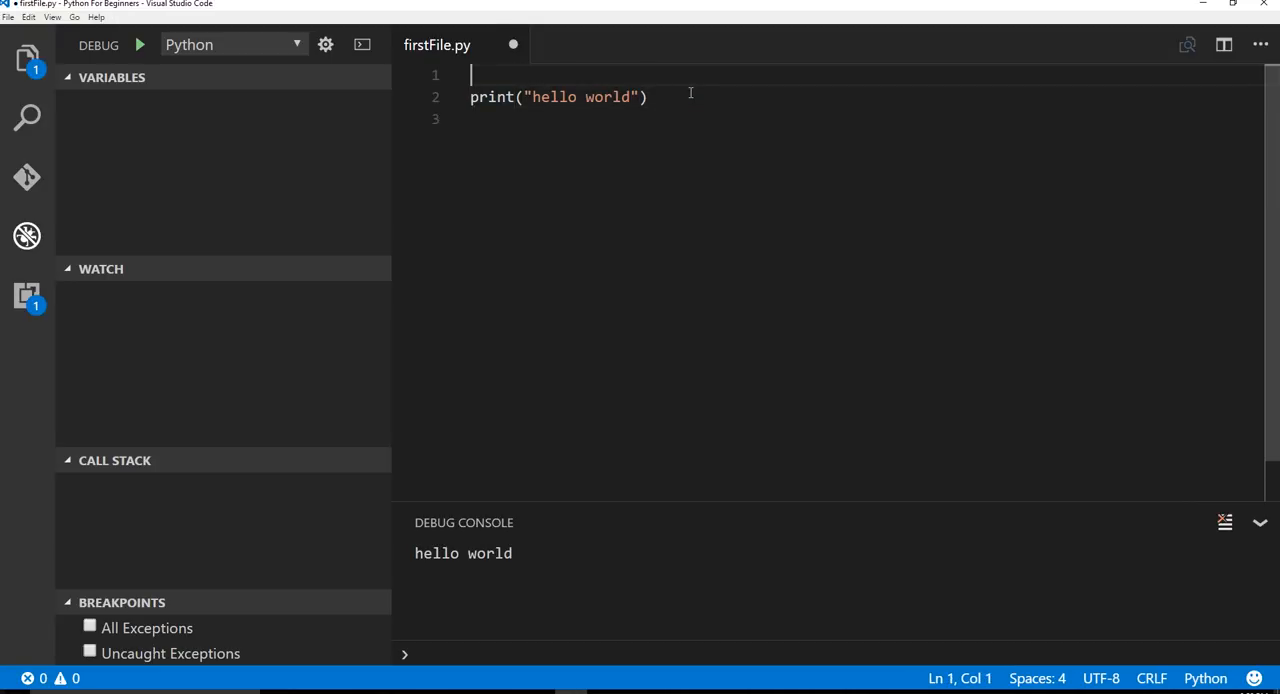 ● firstFile.py - Python For Beginners - Visual Studio Code
File Edit View Go Help
DEBUG Python
firstFile.py
VARIABLES
1
2 print("hello world")
3
1
WATCH
1
CALL STACK
DEBUG CONSOLE
hello world
BREAKPOINTS
All Exceptions
Uncaught Exceptions
0 0 Ln 1, Col 1 Spaces: 4 UTF-8 CRLF Python